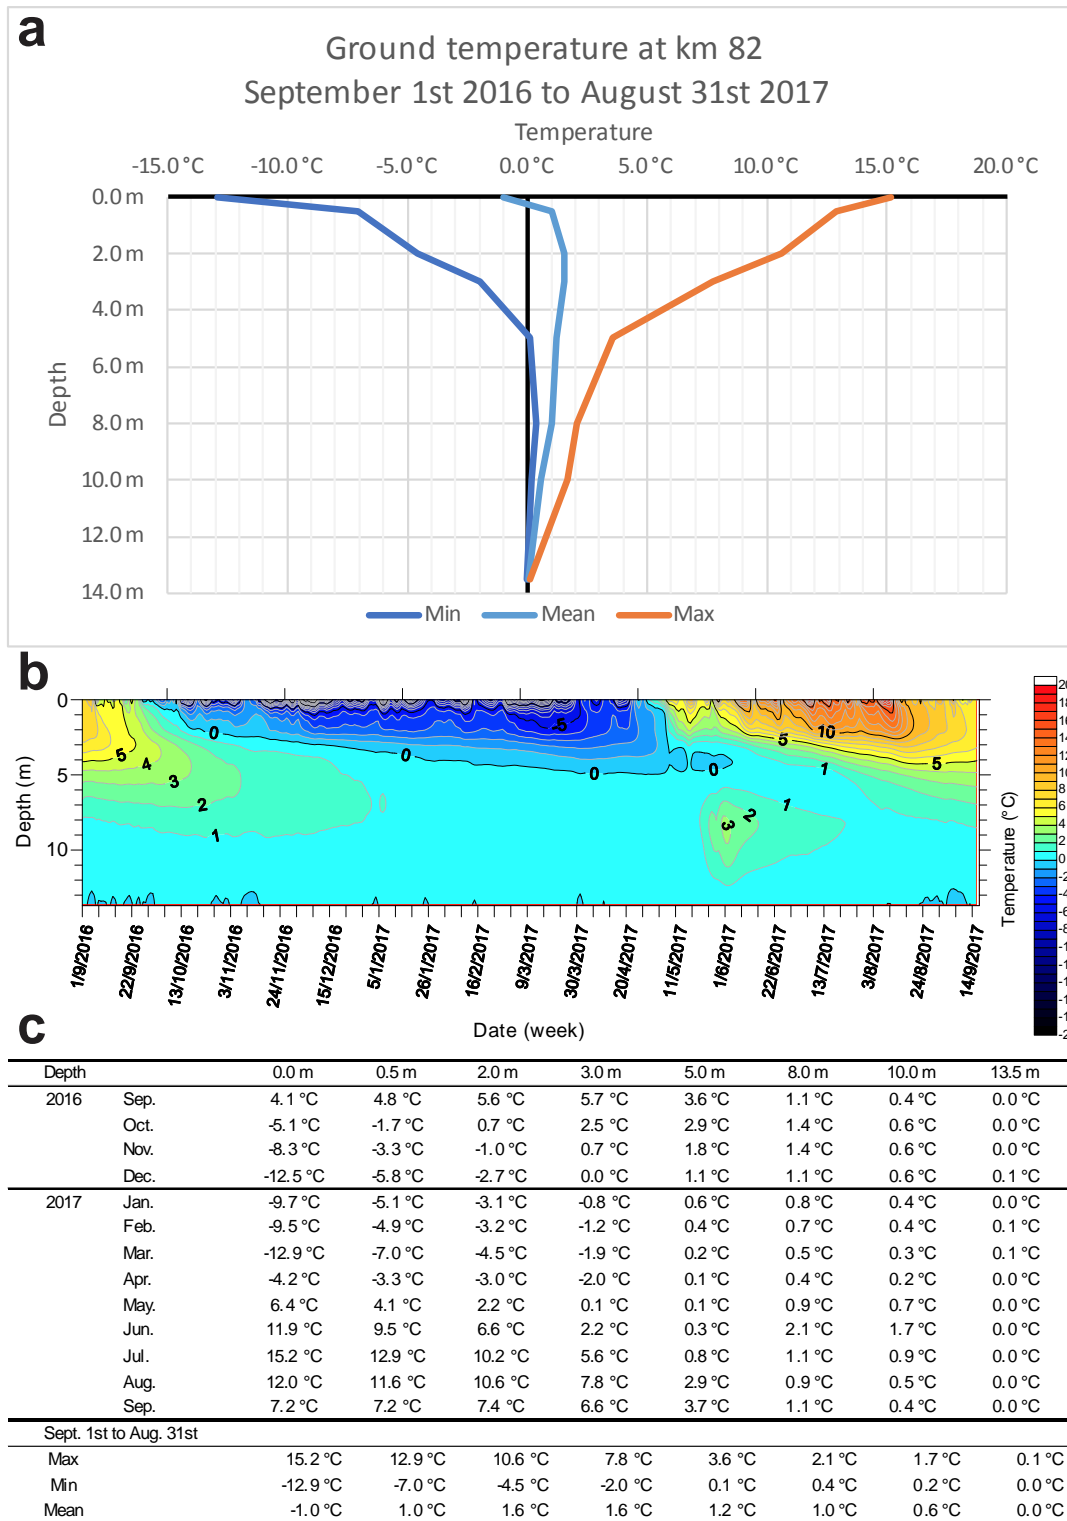 a
Ground temperature at km 82
September 1st 2016 to August 31st 2017
Temperature
-15.0 °C -10.0 °C -5.0 °C 0.0 °C 5.0 °C 10.0 °C 15.0 °C 20.0 °C
0.0 m
2.0 m
4.0 m
6.0 m
8.0 m
10.0 m
12.0 m
14.0 m
Depth
Min Mean Max
b
0
5
10
Depth (m)
5 4 3 2 1 0 0 0 -5 0 5 10 1 5 1 2 3
20
18
16
14
12
10
8
6
4
2
0
-2
-4
-6
-8
-1
-1
-1
-1
-1
-2
Temperature (°C)
1/9/2016 22/9/2016 13/10/2016 3/11/2016 24/11/2016 15/12/2016 5/1/2017 26/1/2017 16/2/2017 9/3/2017 30/3/2017 20/4/2017 11/5/2017 1/6/2017 22/6/2017 13/7/2017 3/8/2017 24/8/2017 14/9/2017
Date (week)
c
Depth 0.0 m 0.5 m 2.0 m 3.0 m 5.0 m 8.0 m 10.0 m 13.5 m
2016 Sep. 4.1 °C 4.8 °C 5.6 °C 5.7 °C 3.6 °C 1.1 °C 0.4 °C 0.0 °C
Oct. -5.1 °C -1.7 °C 0.7 °C 2.5 °C 2.9 °C 1.4 °C 0.6 °C 0.0 °C
Nov. -8.3 °C -3.3 °C -1.0 °C 0.7 °C 1.8 °C 1.4 °C 0.6 °C 0.0 °C
Dec. -12.5 °C -5.8 °C -2.7 °C 0.0 °C 1.1 °C 1.1 °C 0.6 °C 0.1 °C
2017 Jan. -9.7 °C -5.1 °C -3.1 °C -0.8 °C 0.6 °C 0.8 °C 0.4 °C 0.0 °C
Feb. -9.5 °C -4.9 °C -3.2 °C -1.2 °C 0.4 °C 0.7 °C 0.4 °C 0.1 °C
Mar. -12.9 °C -7.0 °C -4.5 °C -1.9 °C 0.2 °C 0.5 °C 0.3 °C 0.1 °C
Apr. -4.2 °C -3.3 °C -3.0 °C -2.0 °C 0.1 °C 0.4 °C 0.2 °C 0.0 °C
May. 6.4 °C 4.1 °C 2.2 °C 0.1 °C 0.1 °C 0.9 °C 0.7 °C 0.0 °C
Jun. 11.9 °C 9.5 °C 6.6 °C 2.2 °C 0.3 °C 2.1 °C 1.7 °C 0.0 °C
Jul. 15.2 °C 12.9 °C 10.2 °C 5.6 °C 0.8 °C 1.1 °C 0.9 °C 0.0 °C
Aug. 12.0 °C 11.6 °C 10.6 °C 7.8 °C 2.9 °C 0.9 °C 0.5 °C 0.0 °C
Sep. 7.2 °C 7.2 °C 7.4 °C 6.6 °C 3.7 °C 1.1 °C 0.4 °C 0.0 °C
Sept. 1st to Aug. 31st
Max 15.2 °C 12.9 °C 10.6 °C 7.8 °C 3.6 °C 2.1 °C 1.7 °C 0.1 °C
Min -12.9 °C -7.0 °C -4.5 °C -2.0 °C 0.1 °C 0.4 °C 0.2 °C 0.0 °C
Mean -1.0 °C 1.0 °C 1.6 °C 1.6 °C 1.2 °C 1.0 °C 0.6 °C 0.0 °C